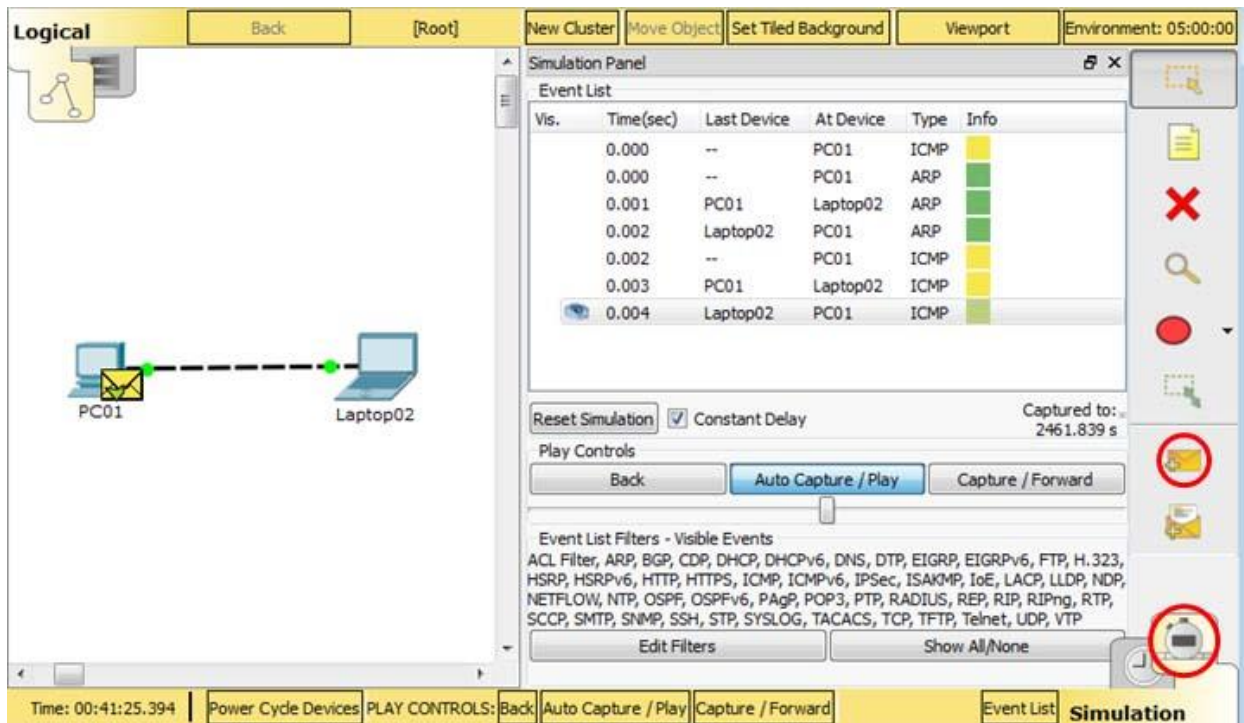 Logical Back [Root] New Cluster Move Object Set Tiled Background Viewport Environment: 05:00:00
Simulation Panel
Event List
Vis. Time(sec) Last Device At Device Type Info
0.000 -- PC01 ICMP
0.000 -- PC01 ARP
0.001 PC01 Laptop02 ARP
0.002 Laptop02 PC01 ARP
0.002 -- PC01 ICMP
0.003 PC01 Laptop02 ICMP
0.004 Laptop02 PC01 ICMP
PC01 Laptop02
Reset Simulation Constant Delay Captured to:
2461.839 s
Play Controls
Back Auto Capture / Play Capture / Forward
Event List Filters - Visible Events
ACL Filter, ARP, BGP, CDP, DHCP, DHCPv6, DNS, DTP, EIGRP, EIGRPv6, FTP, H.323,
HSRP, HSRPv6, HTTP, HTTPS, ICMP, ICMPv6, IPSec, ISAKMP, IoE, LACP, LLDP, NDP,
NETFLOW, NTP, OSPF, OSPFv6, PAgP, POP3, PTP, RADIUS, REP, RIP, RIPng, RTP,
SCCP, SMTP, SNMP, SSH, STP, SYSLOG, TACACS, TCP, TFTP, Telnet, UDP, VTP
Edit Filters Show All/None
Time: 00:41:25.394 Power Cycle Devices PLAY CONTROLS: Back Auto Capture / Play Capture / Forward Event List Simulation